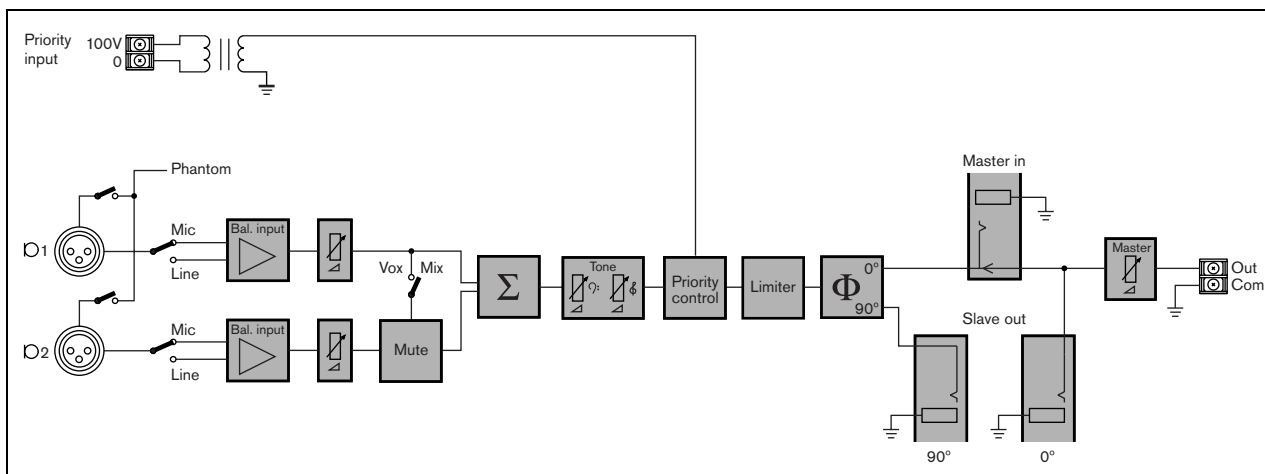 Priority
input
100V
0
Phantom
Master in
1
Mic
Line
Bal. input
Vox
Mix
Σ
Tone
Priority
control
Limiter
Φ
0°
90°
Master
Out
Com
2
Mic
Line
Bal. input
Mute
Slave out
90°
0°